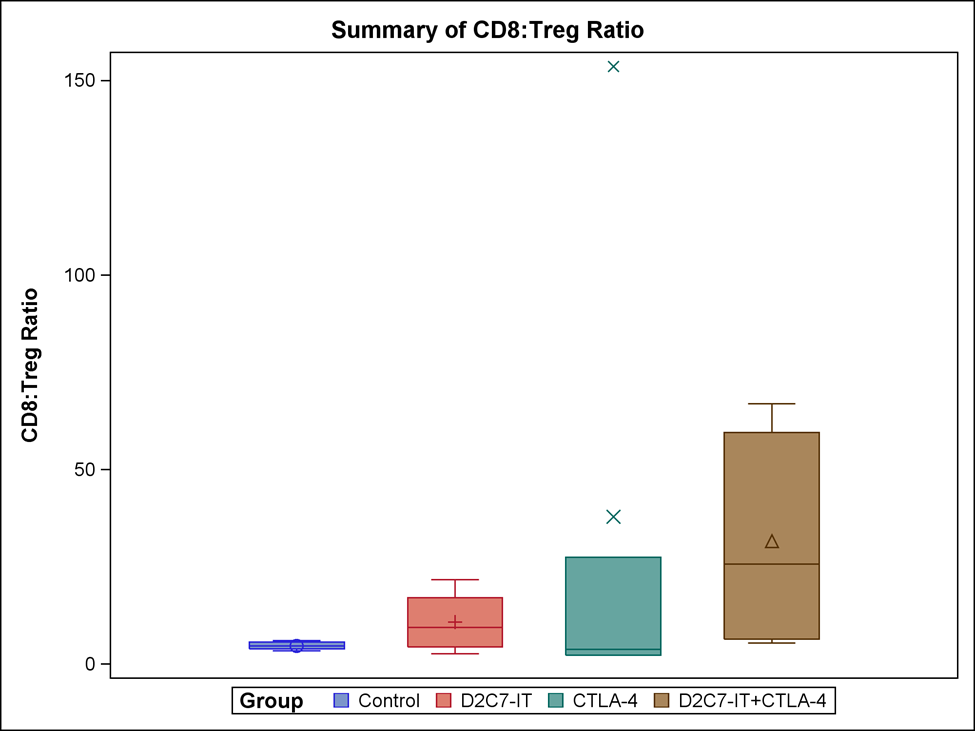 Summary of CD8:Treg Ratio
150
100
50
0
CD8:Treg Ratio
Group Control D2C7-IT CTLA-4 D2C7-IT+CTLA-4